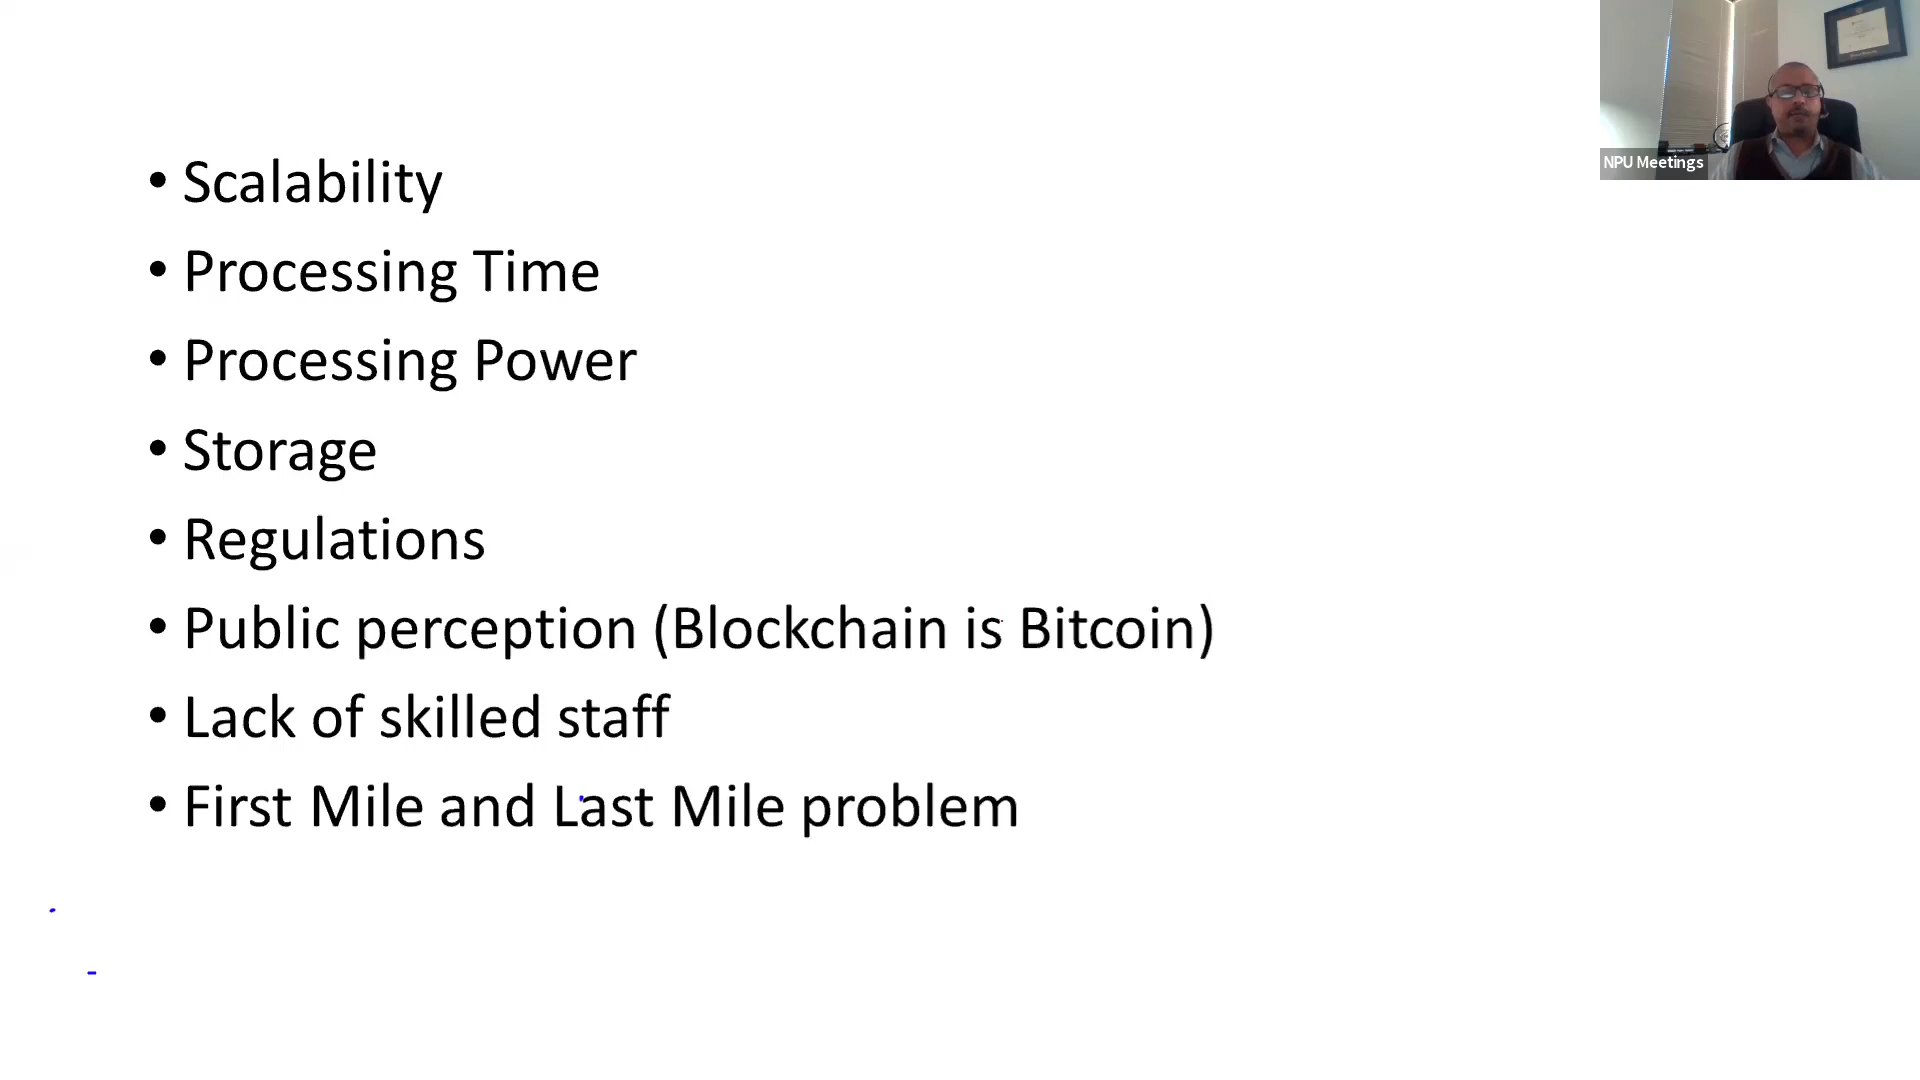 NPU Meetings
• Scalability
• Processing Time
• Processing Power
• Storage
• Regulations
• Public perception (Blockchain is Bitcoin)
• Lack of skilled staff
• First Mile and Last Mile problem